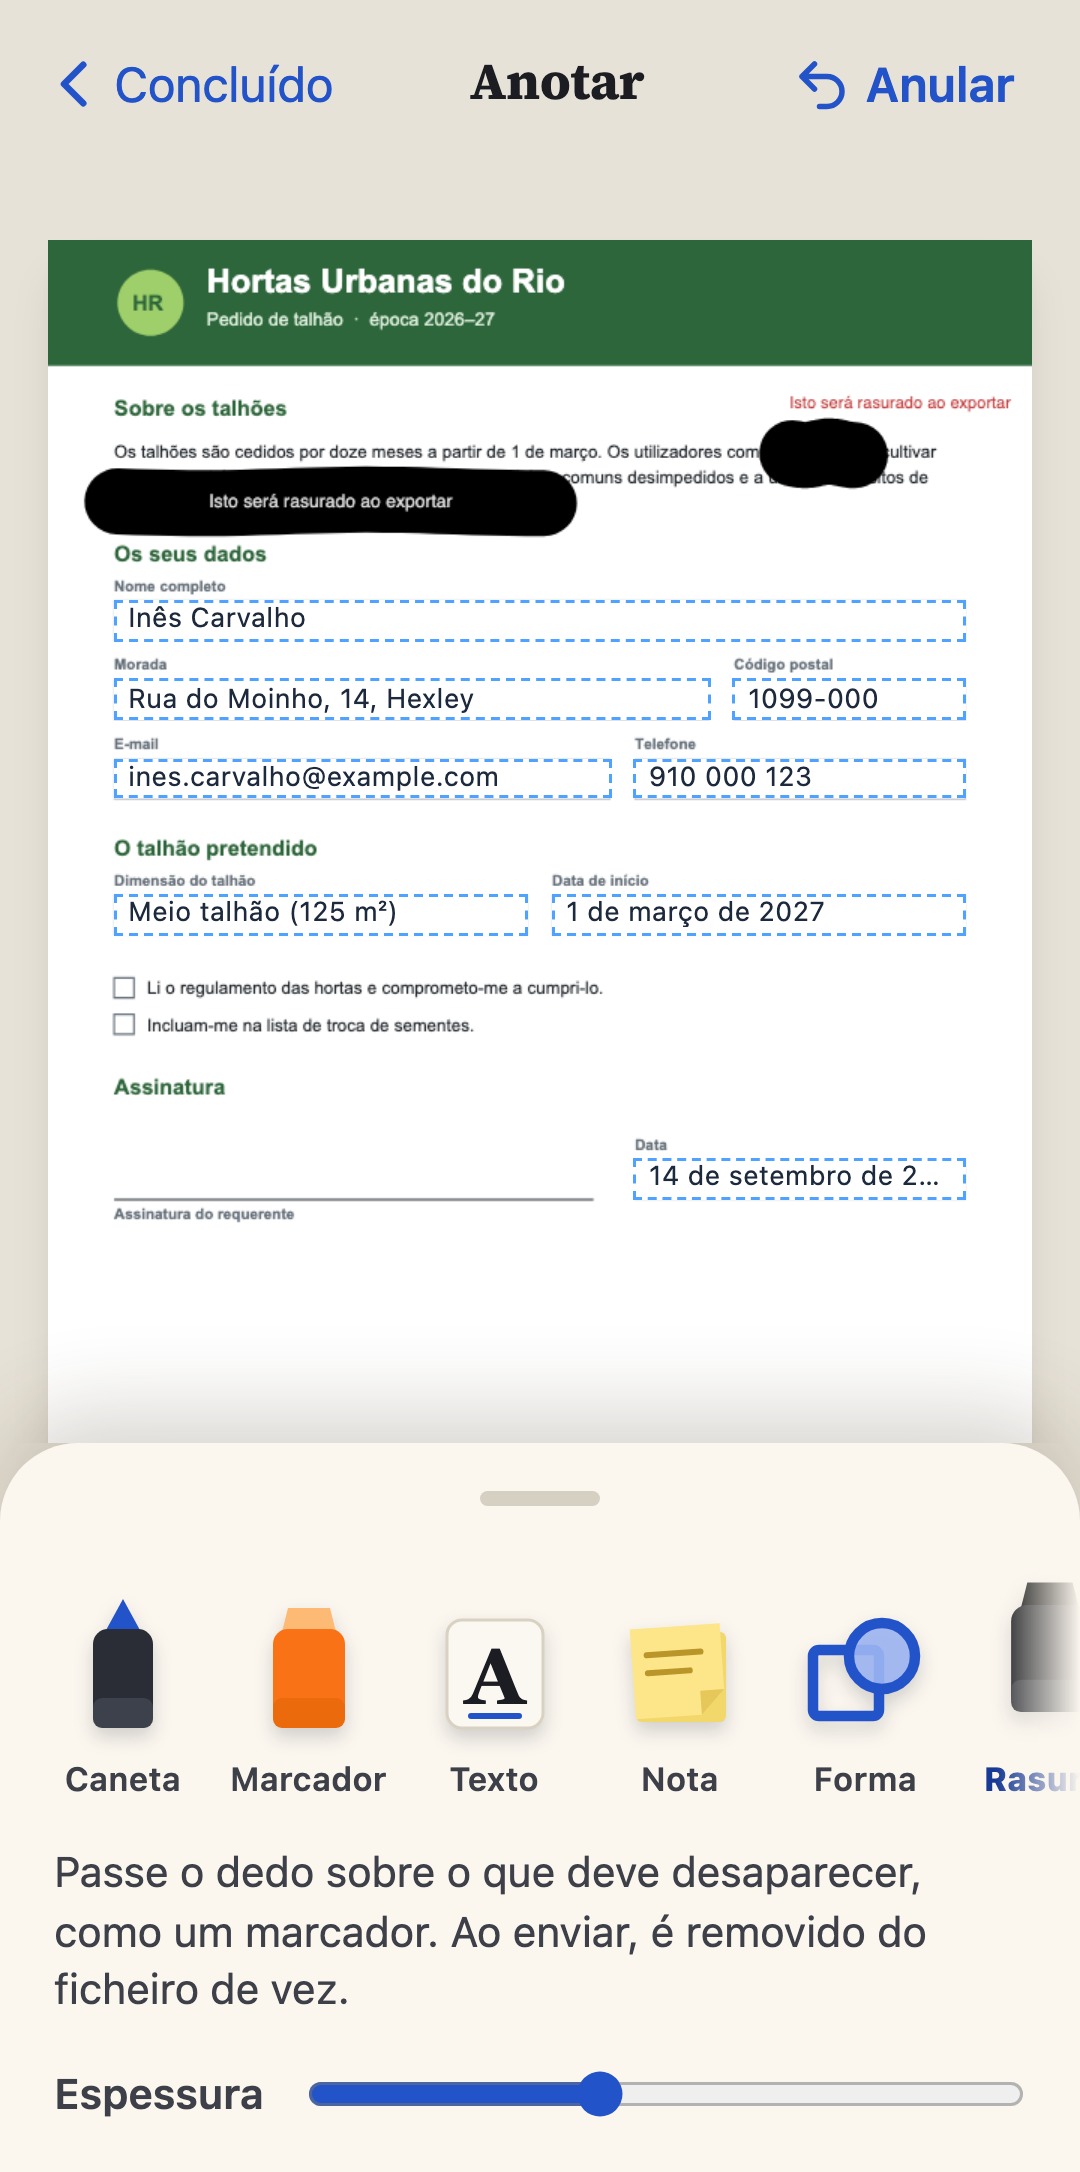 Concluído
Anotar
Anular
HR
Hortas Urbanas do Rio
Pedido de talhão · época 2026–27
Sobre os talhões
Isto será rasurado ao exportar
Os talhões são cedidos por doze meses a partir de 1 de março. Os utilizadores com
comuns desimpedidos e a
de
Isto será rasurado ao exportar
Os seus dados
Nome completo
Inês Carvalho
Morada
Código postal
Rua do Moinho, 14, Hexley
1099-000
E-mail
Telefone
ines.carvalho@example.com
910 000 123
O talhão pretendido
Dimensão do talhão
Data de início
Meio talhão (125 m²)
1 de março de 2027
Li o regulamento das hortas e comprometo-me a cumpri-lo.
Incluam-me na lista de troca de sementes.
Assinatura
Data
14 de setembro de 2...
Assinatura do requerente
Caneta
Marcador
Texto
Nota
Forma
Passe o dedo sobre o que deve desaparecer,
como um marcador. Ao enviar, é removido do
ficheiro de vez.
Espessura